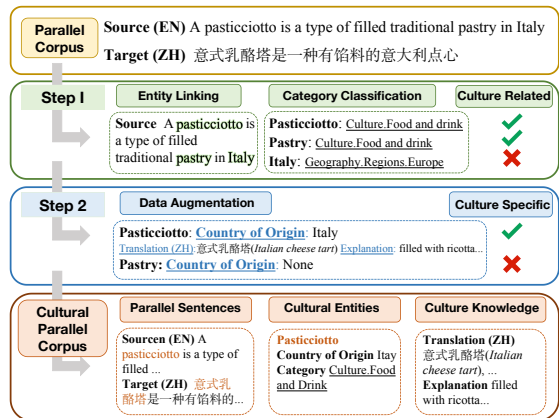 Parallel Corpus
Source (EN) A pasticciotto is a type of filled traditional pastry in Italy
Target (ZH) 意式乳酪塔是一种有馅料的意大利点心
Step I
Entity Linking
Category Classification
Culture Related
Source A pasticciotto is
a type of filled
traditional pastry in Italy
Pasticciotto: Culture.Food and drink
Pastry: Culture.Food and drink
Italy: Geography.Regions.Europe
Step 2
Data Augmentation
Culture Specific
Pasticciotto: Country of Origin: Italy
Translation (ZH):意式乳酪塔(Italian cheese tart) Explanation: filled with ricotta...
Pastry: Country of Origin: None
Cultural
Parallel
Corpus
Parallel Sentences
Cultural Entities
Culture Knowledge
Sourcen (EN) A
pasticciotto is a type of
filled ...
Target (ZH) 意式乳
酪塔是一种有馅料的...
Pasticciotto
Country of Origin Itay
Category Culture.Food
and Drink
Translation (ZH)
意式乳酪塔(Italian
cheese tart), ...
Explanation filled
with ricotta...